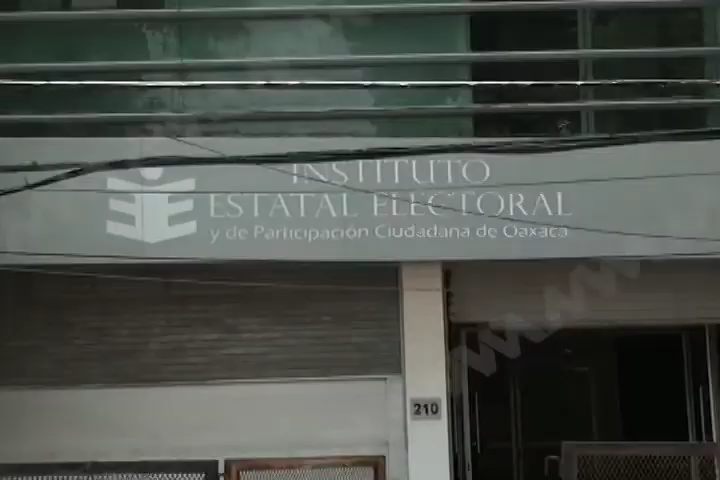 INSTITUTO
ESTATAL ELECTORAL
y de Participación Ciudadana de Oaxaca
210